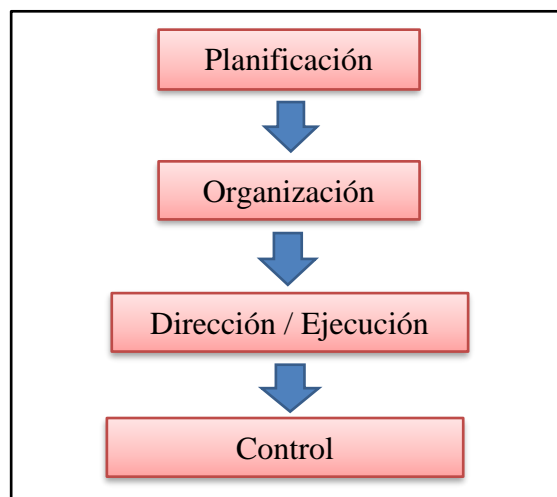 Planificación
Organización
Dirección / Ejecución
Control